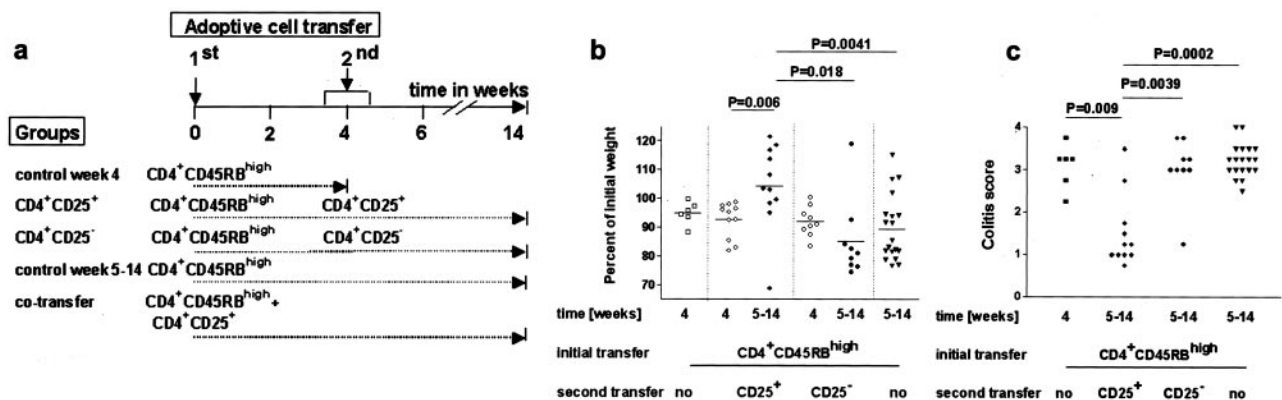 a
Adoptive cell transfer
1st 2nd
time in weeks
0 2 4 6 14
Groups
control week 4 CD4+CD45RBhigh
CD4+CD25+ CD4+CD45RBhigh CD4+CD25+
CD4+CD25- CD4+CD45RBhigh CD4+CD25-
control week 5-14 CD4+CD45RBhigh
co-transfer CD4+CD45RBhigh+
CD4+CD25+
b
P=0.0041
P=0.018
P=0.006
Percent of initial weight
120
110
100
90
80
70
time [weeks] 4 4 5-14 4 5-14 5-14
initial transfer CD4+CD45RBhigh
second transfer no CD25+ CD25- no
c
P=0.0002
P=0.0039
P=0.009
Colitis score
4
3
2
1
0
time [weeks] 4 5-14 5-14 5-14
initial transfer CD4+CD45RBhigh
second transfer no CD25+ CD25- no